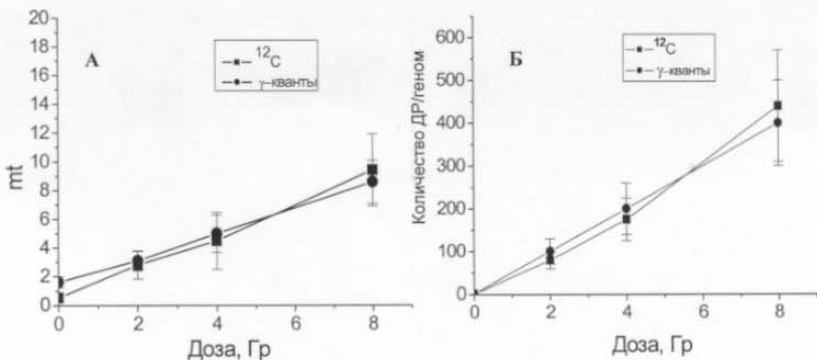 А
¹²C
γ-кванты
mt
20
18
16
14
12
10
8
6
4
2
0
0 2 4 6 8
Доза, Гр
Б
¹²C
γ-кванты
Количество ДР/геном
600
500
400
300
200
100
0
0 2 4 6 8
Доза, Гр